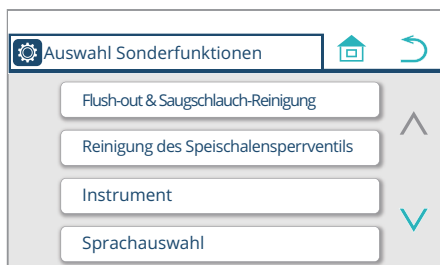 Auswahl Sonderfunktionen
Flush-out & Saugschlauch-Reinigung
Reinigung des Speischalensperrventils
Instrument
Sprachauswahl